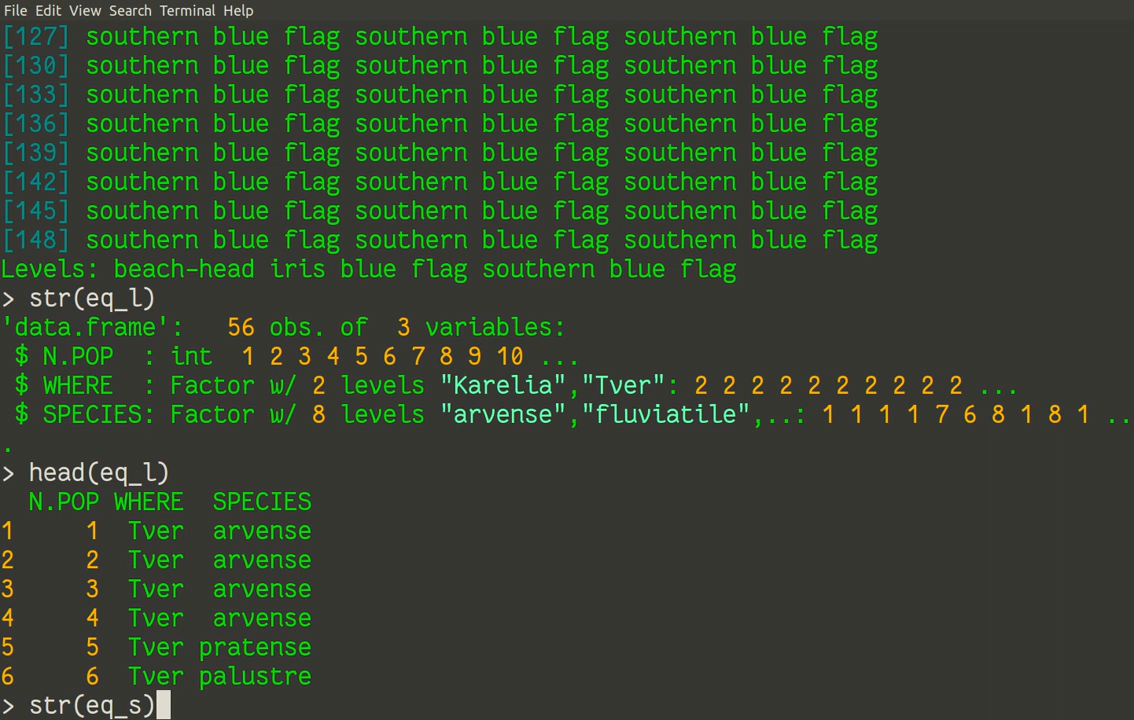 File Edit View Search Terminal Help
[127] southern blue flag southern blue flag southern blue flag
[130] southern blue flag southern blue flag southern blue flag
[133] southern blue flag southern blue flag southern blue flag
[136] southern blue flag southern blue flag southern blue flag
[139] southern blue flag southern blue flag southern blue flag
[142] southern blue flag southern blue flag southern blue flag
[145] southern blue flag southern blue flag southern blue flag
[148] southern blue flag southern blue flag southern blue flag
Levels: beach-head iris blue flag southern blue flag
> str(eq_l)
'data.frame':   56 obs. of  3 variables:
 $ N.POP  : int  1 2 3 4 5 6 7 8 9 10 ...
 $ WHERE  : Factor w/ 2 levels "Karelia","Tver": 2 2 2 2 2 2 2 2 2 2 ...
 $ SPECIES: Factor w/ 8 levels "arvense","fluviatile",..: 1 1 1 1 7 6 8 1 8 1 ..
.
> head(eq_l)
  N.POP WHERE  SPECIES
1     1  Tver  arvense
2     2  Tver  arvense
3     3  Tver  arvense
4     4  Tver  arvense
5     5  Tver pratense
6     6  Tver palustre
> str(eq_s)